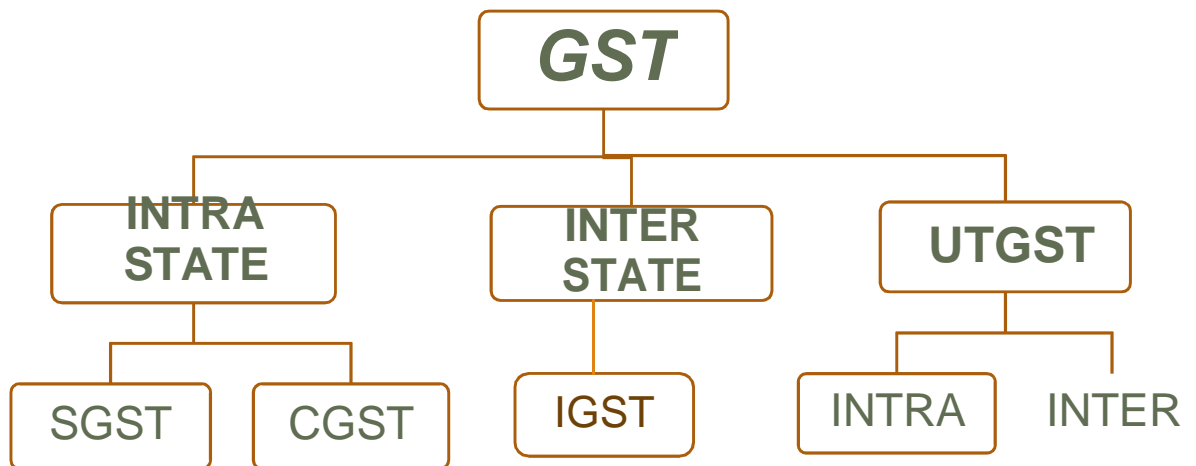 GST
INTRA
STATE
INTER
STATE
UTGST
SGST
CGST
IGST
INTRA
INTER